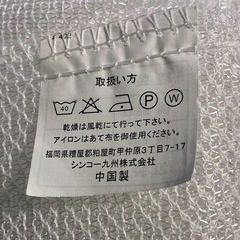 取扱い方
40 P W
乾燥は風乾にて行って下さい。
アイロンはあて布を御使用ください。
福岡県糟屋郡粕屋町甲仲原3丁目7-17
シンコー九州株式会社
中国製